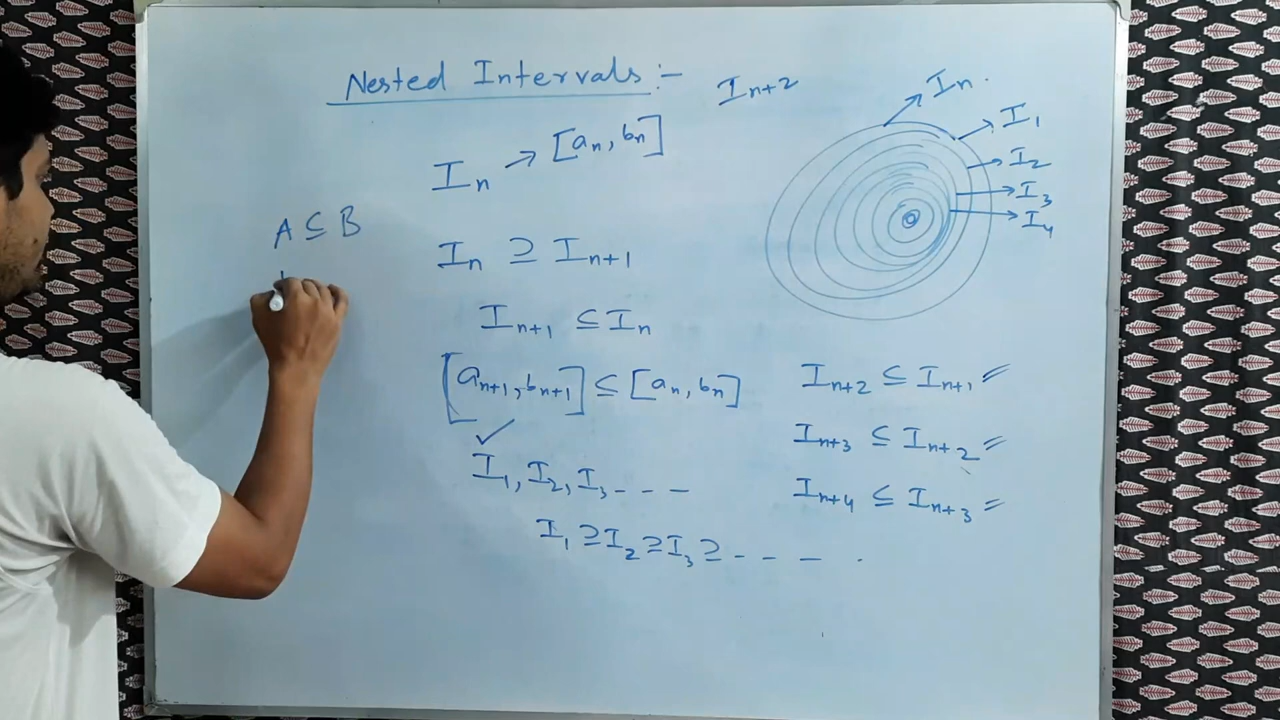 Nested Intervals :-
Iₙ₊₂
Iₙ → [aₙ, bₙ]
A ⊆ B
Iₙ ⊇ Iₙ₊₁
Iₙ₊₁ ⊆ Iₙ
[aₙ₊₁, bₙ₊₁] ⊆ [aₙ, bₙ]
✓
I₁, I₂, I₃ - - -
I₁ ⊇ I₂ ⊇ I₃ ⊇ - - - .
Iₙ.
I₁
I₂
I₃
I₄
Iₙ₊₂ ⊆ Iₙ₊₁
Iₙ₊₃ ⊆ Iₙ₊₂
Iₙ₊₄ ⊆ Iₙ₊₃